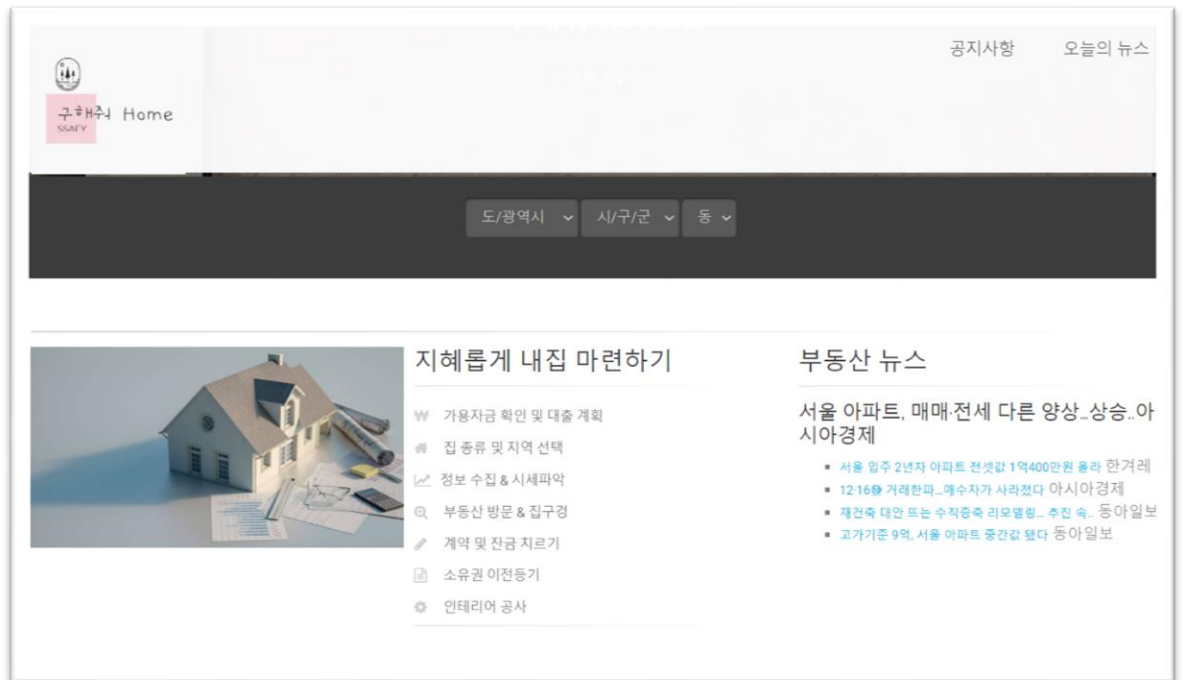 공지사항
오늘의 뉴스
구해줘 Home
SSAFY
도/광역시
시/구/군
동
지혜롭게 내집 마련하기
가용자금 확인 및 대출 계획
집 종류 및 지역 선택
정보 수집 & 시세파악
부동산 방문 & 집구경
계약 및 잔금 치르기
소유권 이전등기
인테리어 공사
부동산 뉴스
서울 아파트, 매매·전세 다른 양상…상승..아
시아경제
서울 입주 2년차 아파트 전셋값 1억400만원 올라 한겨레
12·16發 거래한파…매수자가 사라졌다 아시아경제
재건축 대안 뜨는 수직증축 리모델링… 추진 속.. 동아일보
고가기준 9억, 서울 아파트 중간값 됐다 동아일보